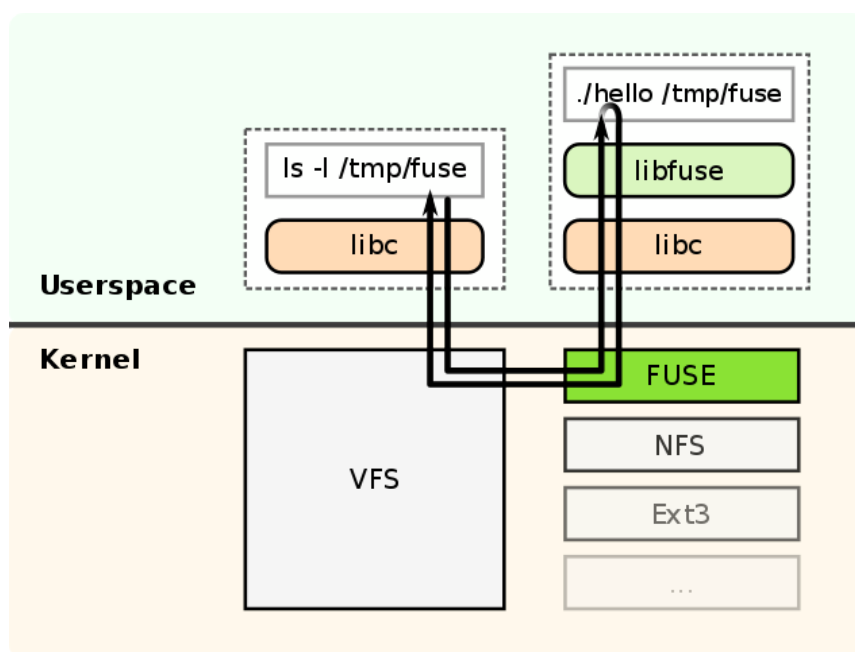 ./hello /tmp/fuse
ls -l /tmp/fuse
libfuse
libc
libc
Userspace
Kernel
FUSE
NFS
VFS
Ext3
...